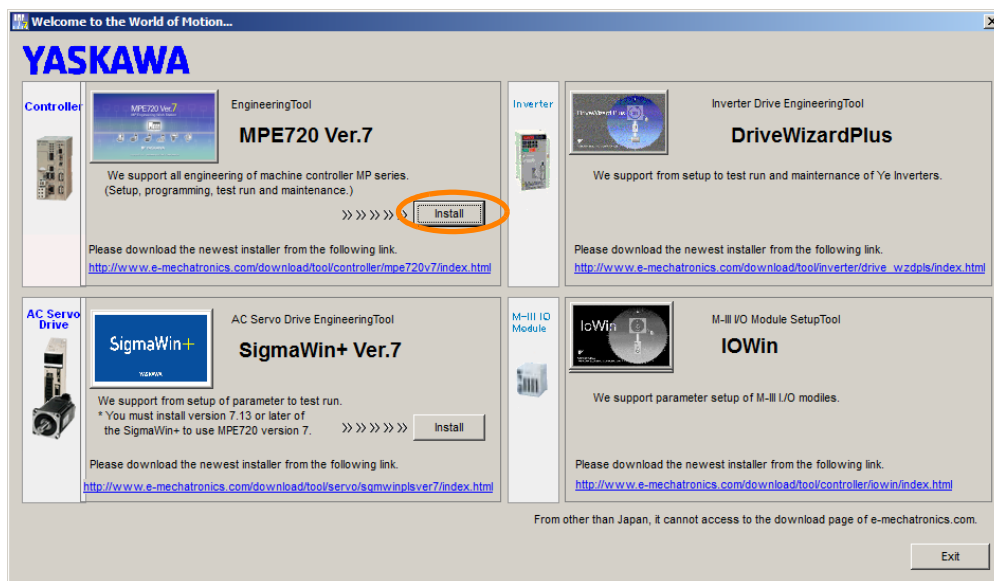 Welcome to the World of Motion...
YASKAWA
Controller
MPE720 Ver.7
EngineeringTool
MPE720 Ver.7
We support all engineering of machine controller MP series.
(Setup, programming, test run and maintenance.)
>>>>>>
Install
Please download the newest installer from the following link.
http://www.e-mechatronics.com/download/tool/controller/mpe720v7/index.html
Inverter
DriveWizard Plus
Inverter Drive EngineeringTool
DriveWizardPlus
We support from setup to test run and mainternance of Ye Inverters.
Please download the newest installer from the following link.
http://www.e-mechatronics.com/download/tool/inverter/drive_wzdpls/index.html
AC Servo
Drive
SigmaWin+
YASKAWA
AC Servo Drive EngineeringTool
SigmaWin+ Ver.7
We support from setup of parameter to test run.
* You must install version 7.13 or later of
the SigmaWin+ to use MPE720 version 7.
>>>>>>
Install
Please download the newest installer from the following link.
http://www.e-mechatronics.com/download/tool/servo/sgmwinplsver7/index.html
M-III IO
Module
IoWin
M-III I/O Module SetupTool
IOWin
We support parameter setup of M-III I./O modiles.
Please download the newest installer from the following link.
http://www.e-mechatronics.com/download/tool/controller/iowin/index.html
From other than Japan, it cannot access to the download page of e-mechatronics.com.
Exit